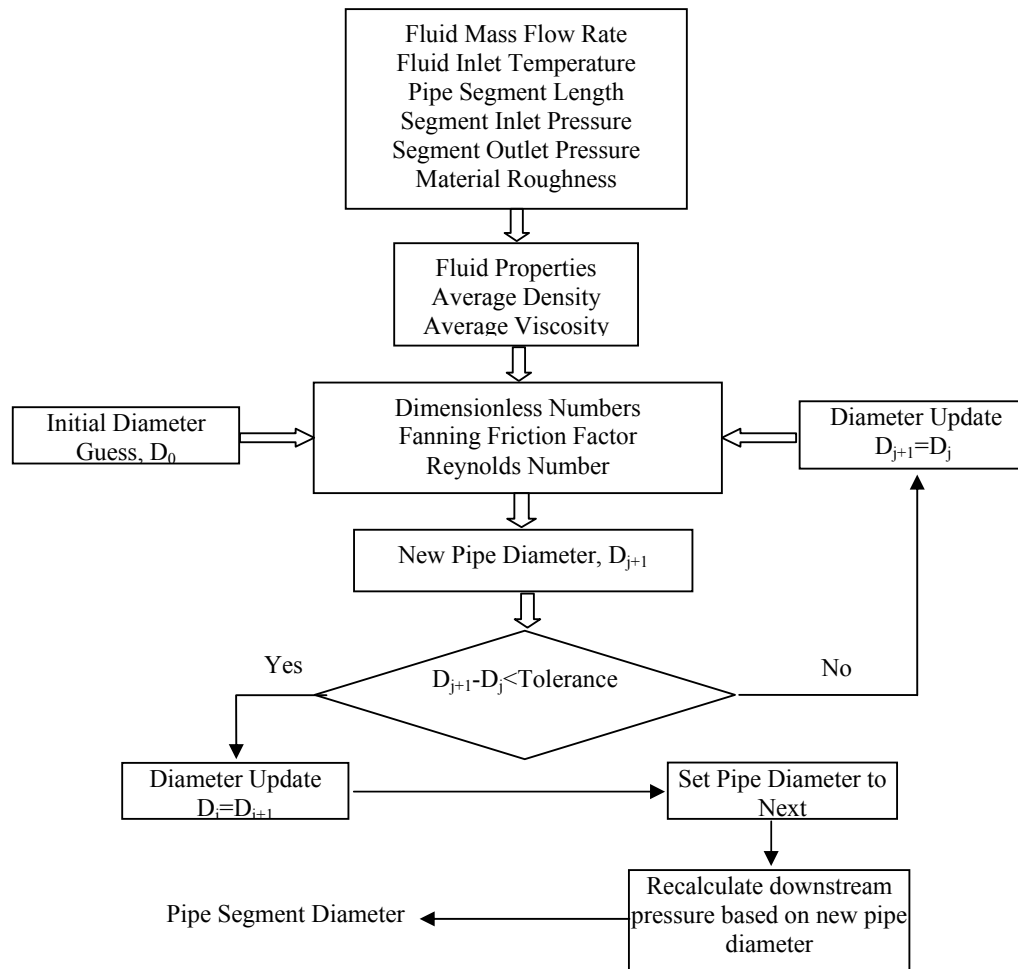 Fluid Mass Flow Rate
Fluid Inlet Temperature
Pipe Segment Length
Segment Inlet Pressure
Segment Outlet Pressure
Material Roughness
Fluid Properties
Average Density
Average Viscosity
Initial Diameter
Guess, D₀
Dimensionless Numbers
Fanning Friction Factor
Reynolds Number
Diameter Update
Dⱼ₊₁=Dⱼ
New Pipe Diameter, Dⱼ₊₁
Yes
Dⱼ₊₁-Dⱼ<Tolerance
No
Diameter Update
Dⱼ=Dⱼ₊₁
Set Pipe Diameter to
Next
Recalculate downstream
pressure based on new pipe
diameter
Pipe Segment Diameter